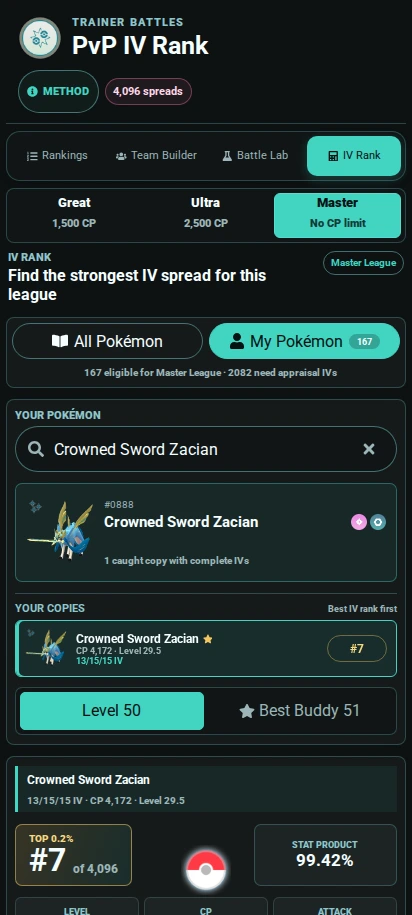 TRAINER BATTLES
PvP IV Rank
METHOD
4,096 spreads
Rankings
Team Builder
Battle Lab
IV Rank
Great
1,500 CP
Ultra
2,500 CP
Master
No CP limit
IV RANK
Find the strongest IV spread for this
league
Master League
All Pokémon
My Pokémon 167
167 eligible for Master League · 2082 need appraisal IVs
YOUR POKÉMON
Crowned Sword Zacian
#0888
Crowned Sword Zacian
1 caught copy with complete IVs
YOUR COPIES
Best IV rank first
Crowned Sword Zacian
CP 4,172 · Level 29.5
13/15/15 IV
#7
Level 50
Best Buddy 51
Crowned Sword Zacian
13/15/15 IV · CP 4,172 · Level 29.5
TOP 0.2%
#7 of 4,096
STAT PRODUCT
99.42%
LEVEL
CP
ATTACK